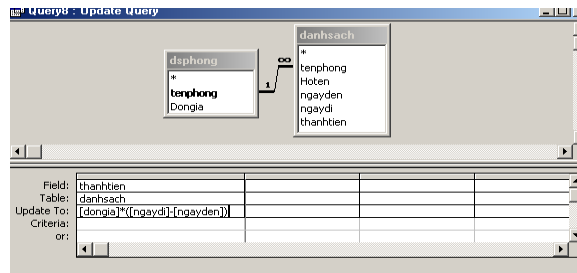 Query8 : Update Query
dsphong
*
tenphong
Dongia
1
∞
danhsach
*
tenphong
Hoten
ngayden
ngaydi
thanhtien
Field: thanhtien
Table: danhsach
Update To: [dongia]*([ngaydi]-[ngayden])
Criteria:
or: